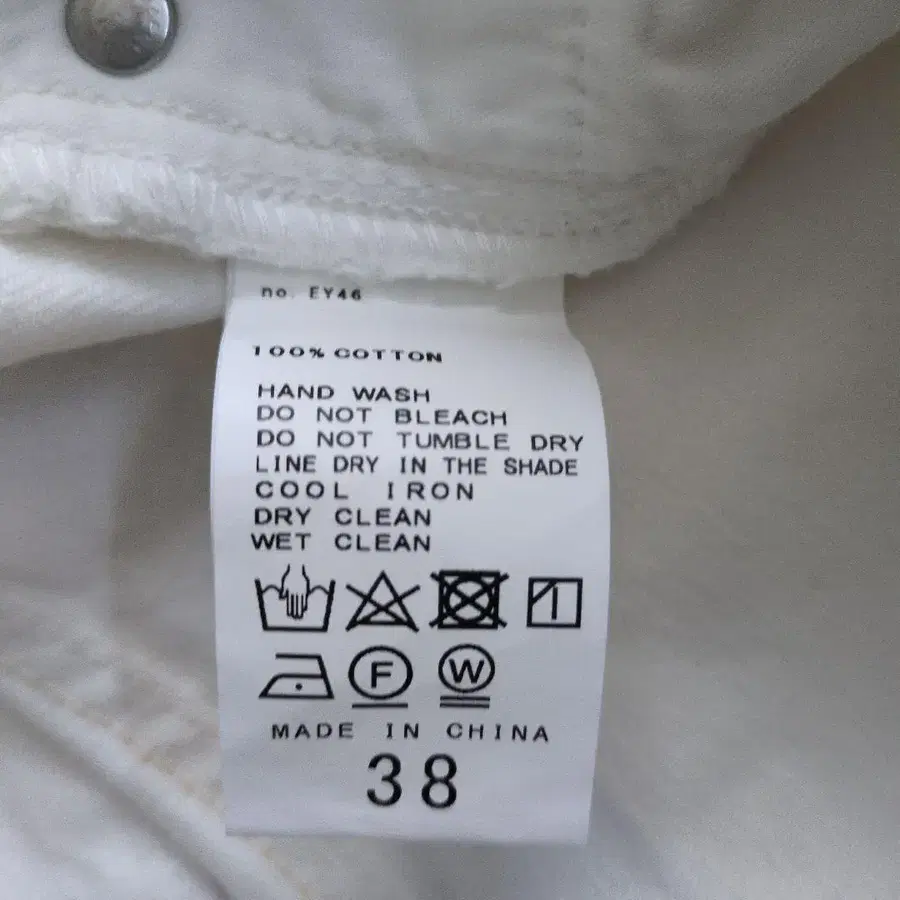 no. EY46
100% COTTON
HAND WASH
DO NOT BLEACH
DO NOT TUMBLE DRY
LINE DRY IN THE SHADE
COOL IRON
DRY CLEAN
WET CLEAN
F W
MADE IN CHINA
38